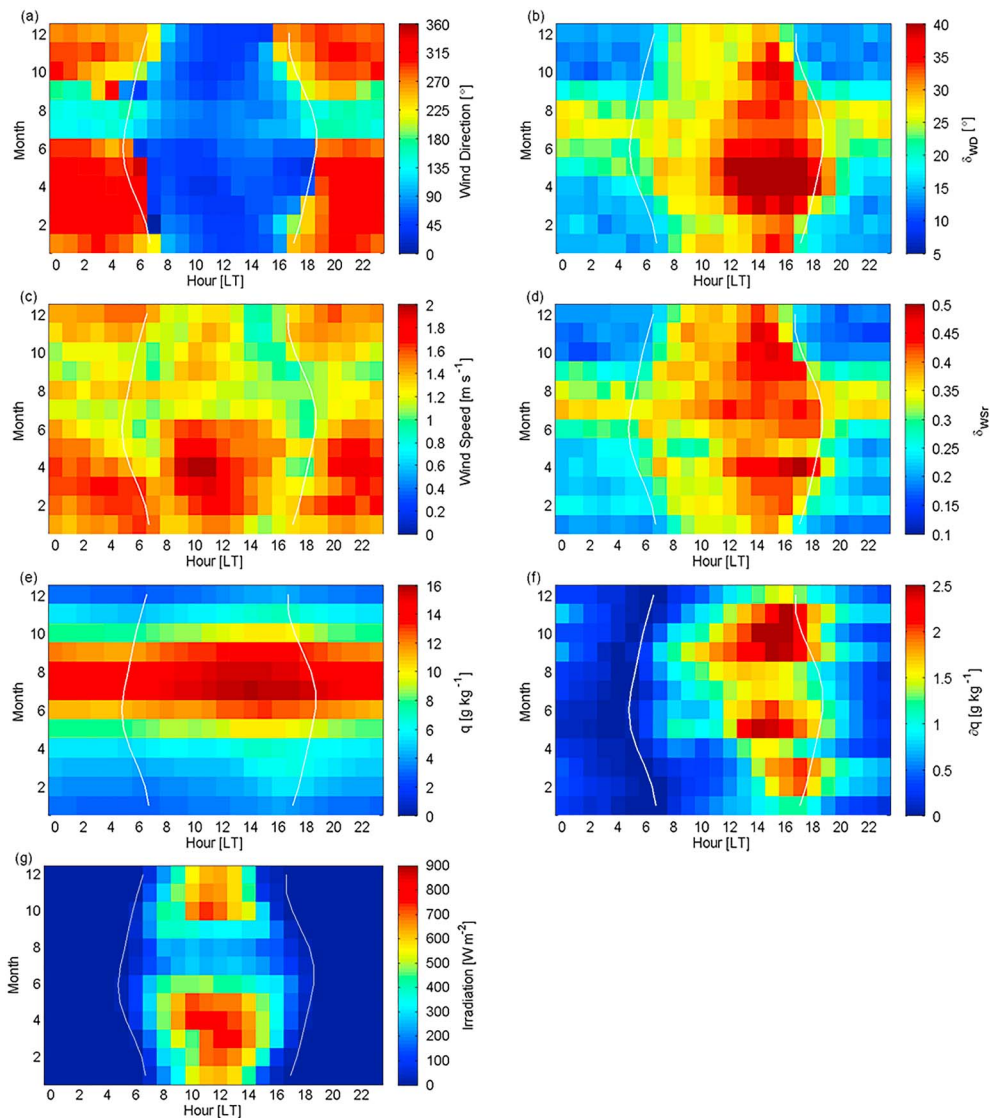 (a)
12
10
8
6
4
2
Month
0 2 4 6 8 10 12 14 16 18 20 22
Hour [LT]
360
315
270
225
180
135
90
45
0
Wind Direction [°]
(b)
12
10
8
6
4
2
Month
0 2 4 6 8 10 12 14 16 18 20 22
Hour [LT]
40
35
30
25
20
15
10
5
δWD [°]
(c)
12
10
8
6
4
2
Month
0 2 4 6 8 10 12 14 16 18 20 22
Hour [LT]
2
1.8
1.6
1.4
1.2
1
0.8
0.6
0.4
0.2
0
Wind Speed [m s-1]
(d)
12
10
8
6
4
2
Month
0 2 4 6 8 10 12 14 16 18 20 22
Hour [LT]
0.5
0.45
0.4
0.35
0.3
0.25
0.2
0.15
0.1
δWSr
(e)
12
10
8
6
4
2
Month
0 2 4 6 8 10 12 14 16 18 20 22
Hour [LT]
16
14
12
10
8
6
4
2
0
q [g kg-1]
(f)
12
10
8
6
4
2
Month
0 2 4 6 8 10 12 14 16 18 20 22
Hour [LT]
2.5
2
1.5
1
0.5
0
∂q [g kg-1]
(g)
12
10
8
6
4
2
Month
0 2 4 6 8 10 12 14 16 18 20 22
Hour [LT]
900
800
700
600
500
400
300
200
100
0
Irradiation [W m-2]